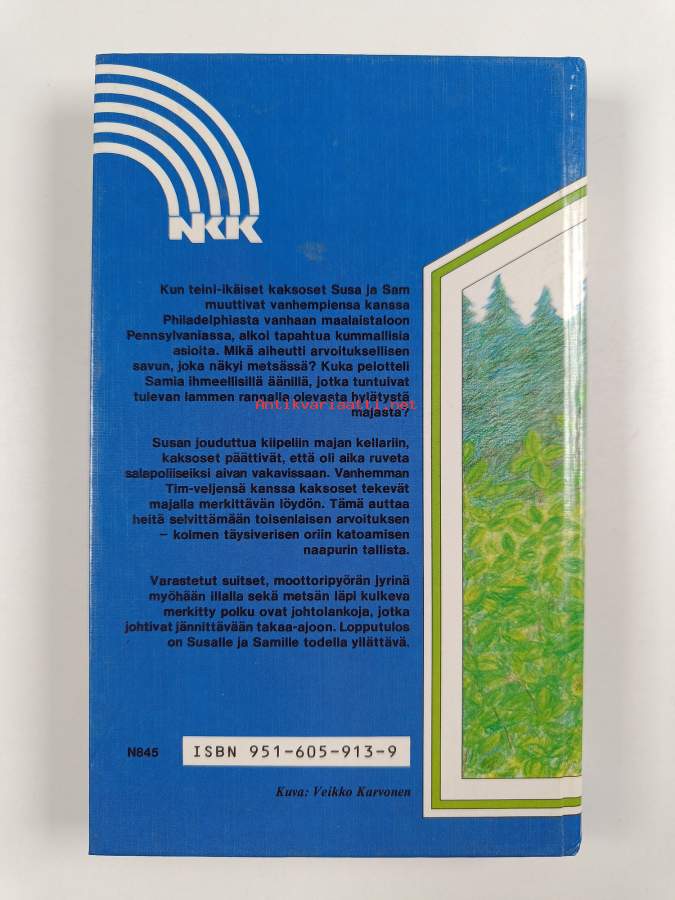 NKK
Kun teini-ikäiset kaksoset Susa ja Sam
muuttivat vanhempiensa kanssa
Philadelphiasta vanhaan maalaistaloon
Pennsylvaniassa, alkoi tapahtua kummallisia
asioita. Mikä aiheutti arvoituksellisen
savun, joka näkyi metsässä? Kuka pelotteli
Samia ihmeellisillä äänillä, jotka tuntuivat
tulevan lammen rannalla olevasta hylätystä
Antikvariaatti.net
majasta?
Susan jouduttua kiipeliin majan kellariin,
kaksoset päättivät, että oli aika ruveta
salapoliiseiksi aivan vakavissaan. Vanhemman
Tim-veljensä kanssa kaksoset tekevät
majalla merkittävän löydön. Tämä auttaa
heitä selvittämään toisenlaisen arvoituksen
– kolmen täysiverisen oriin katoamisen
naapurin tallista.
Varastetut suitset, moottoripyörän jyrinä
myöhään illalla sekä metsän läpi kulkeva
merkitty polku ovat johtolankoja, jotka
johtivat jännittävään takaa-ajoon. Lopputulos
on Susalle ja Samille todella yllättävä.
N845 ISBN 951-605-913-9
Kuva: Veikko Karvonen